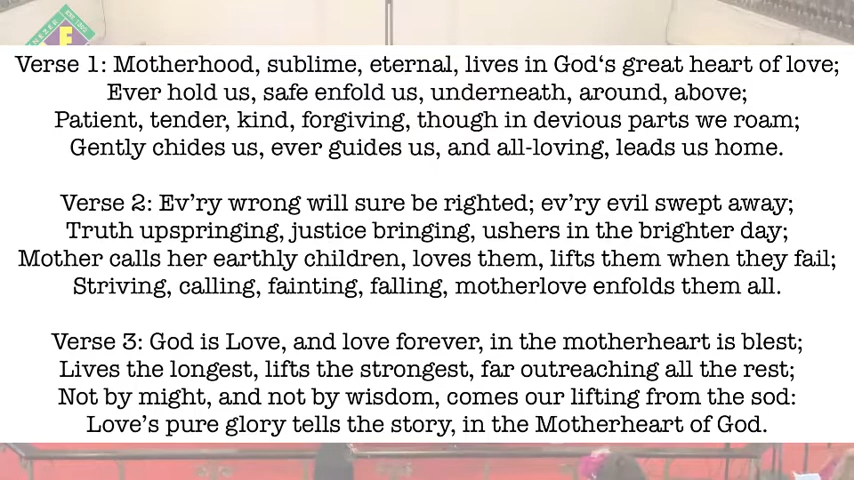 EST. 1930
E
Verse 1: Motherhood, sublime, eternal, lives in God‘s great heart of love;
Ever hold us, safe enfold us, underneath, around, above;
Patient, tender, kind, forgiving, though in devious parts we roam;
Gently chides us, ever guides us, and all-loving, leads us home.
Verse 2: Ev’ry wrong will sure be righted; ev’ry evil swept away;
Truth upspringing, justice bringing, ushers in the brighter day;
Mother calls her earthly children, loves them, lifts them when they fail;
Striving, calling, fainting, falling, motherlove enfolds them all.
Verse 3: God is Love, and love forever, in the motherheart is blest;
Lives the longest, lifts the strongest, far outreaching all the rest;
Not by might, and not by wisdom, comes our lifting from the sod:
Love’s pure glory tells the story, in the Motherheart of God.